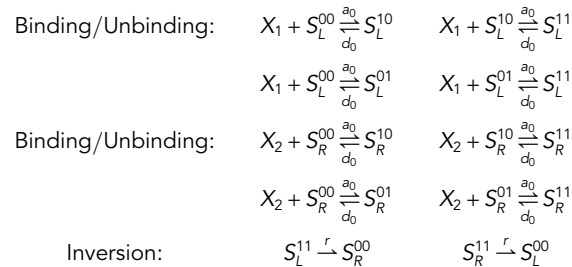 Binding/Unbinding: X₁ + S_L^{00} ⇌^{a₀}_{d₀} S_L^{10} X₁ + S_L^{10} ⇌^{a₀}_{d₀} S_L^{11}
X₁ + S_L^{00} ⇌^{a₀}_{d₀} S_L^{01} X₁ + S_L^{01} ⇌^{a₀}_{d₀} S_L^{11}
Binding/Unbinding: X₂ + S_R^{00} ⇌^{a₀}_{d₀} S_R^{10} X₂ + S_R^{10} ⇌^{a₀}_{d₀} S_R^{11}
X₂ + S_R^{00} ⇌^{a₀}_{d₀} S_R^{01} X₂ + S_R^{01} ⇌^{a₀}_{d₀} S_R^{11}
Inversion: S_L^{11} ⇀^{r} S_R^{00} S_R^{11} ⇀^{r} S_L^{00}